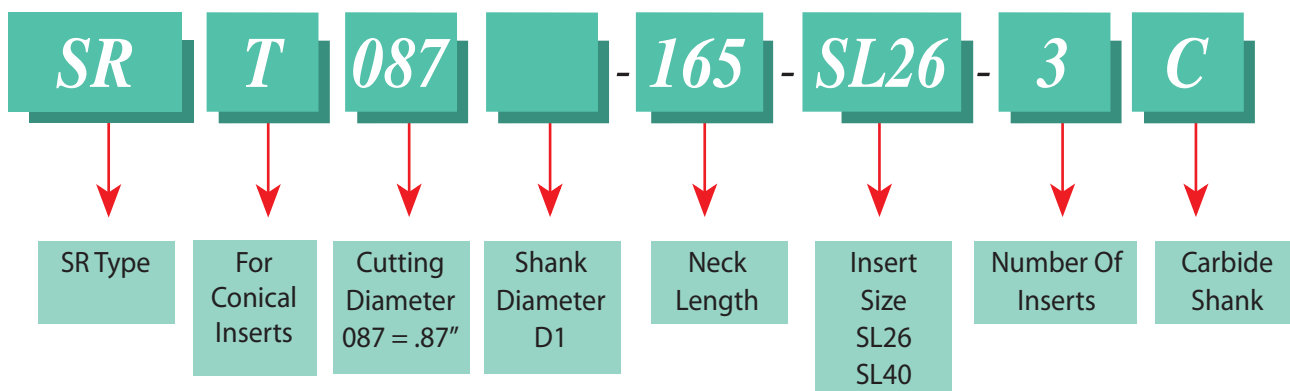 SR T 087 - 165 - SL26 - 3 C
SR Type
For
Conical
Inserts
Cutting
Diameter
087 = .87”
Shank
Diameter
D1
Neck
Length
Insert
Size
SL26
SL40
Number Of
Inserts
Carbide
Shank